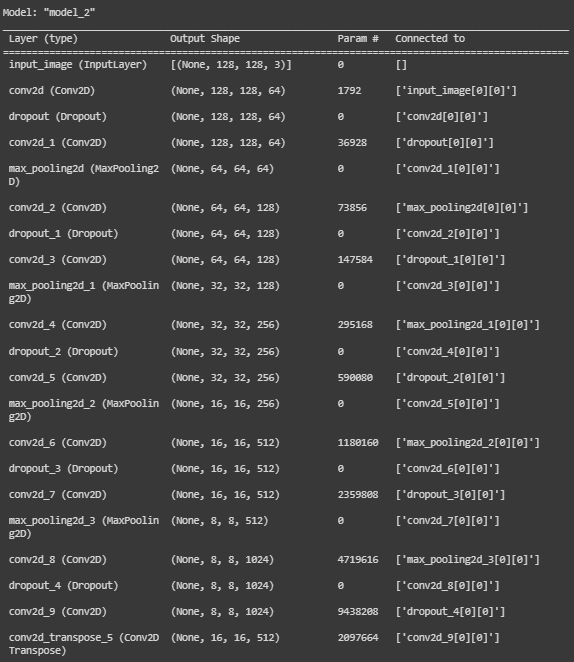 Model: "model_2"
Layer (type) Output Shape Param # Connected to
input_image (InputLayer) [(None, 128, 128, 3)] 0 []
conv2d (Conv2D) (None, 128, 128, 64) 1792 ['input_image[0][0]']
dropout (Dropout) (None, 128, 128, 64) 0 ['conv2d[0][0]']
conv2d_1 (Conv2D) (None, 128, 128, 64) 36928 ['dropout[0][0]']
max_pooling2d (MaxPooling2 (None, 64, 64, 64) 0 ['conv2d_1[0][0]']
D)
conv2d_2 (Conv2D) (None, 64, 64, 128) 73856 ['max_pooling2d[0][0]']
dropout_1 (Dropout) (None, 64, 64, 128) 0 ['conv2d_2[0][0]']
conv2d_3 (Conv2D) (None, 64, 64, 128) 147584 ['dropout_1[0][0]']
max_pooling2d_1 (MaxPoolin (None, 32, 32, 128) 0 ['conv2d_3[0][0]']
g2D)
conv2d_4 (Conv2D) (None, 32, 32, 256) 295168 ['max_pooling2d_1[0][0]']
dropout_2 (Dropout) (None, 32, 32, 256) 0 ['conv2d_4[0][0]']
conv2d_5 (Conv2D) (None, 32, 32, 256) 590080 ['dropout_2[0][0]']
max_pooling2d_2 (MaxPoolin (None, 16, 16, 256) 0 ['conv2d_5[0][0]']
g2D)
conv2d_6 (Conv2D) (None, 16, 16, 512) 1180160 ['max_pooling2d_2[0][0]']
dropout_3 (Dropout) (None, 16, 16, 512) 0 ['conv2d_6[0][0]']
conv2d_7 (Conv2D) (None, 16, 16, 512) 2359808 ['dropout_3[0][0]']
max_pooling2d_3 (MaxPoolin (None, 8, 8, 512) 0 ['conv2d_7[0][0]']
g2D)
conv2d_8 (Conv2D) (None, 8, 8, 1024) 4719616 ['max_pooling2d_3[0][0]']
dropout_4 (Dropout) (None, 8, 8, 1024) 0 ['conv2d_8[0][0]']
conv2d_9 (Conv2D) (None, 8, 8, 1024) 9438208 ['dropout_4[0][0]']
conv2d_transpose_5 (Conv2D (None, 16, 16, 512) 2097664 ['conv2d_9[0][0]']
Transpose)